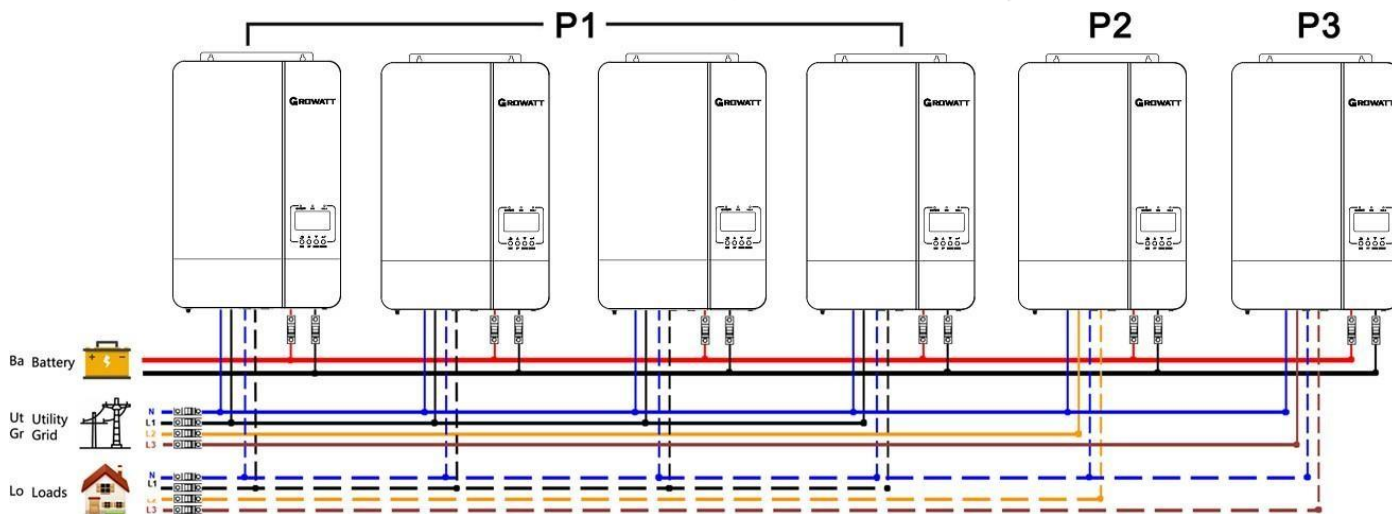 P1 P2 P3
GROWATT GROWATT GROWATT GROWATT GROWATT GROWATT
Ba Battery
+ -
Ut Utility
Gr Grid
N
L1
L2
L3
Lo Loads
N
L1
L3